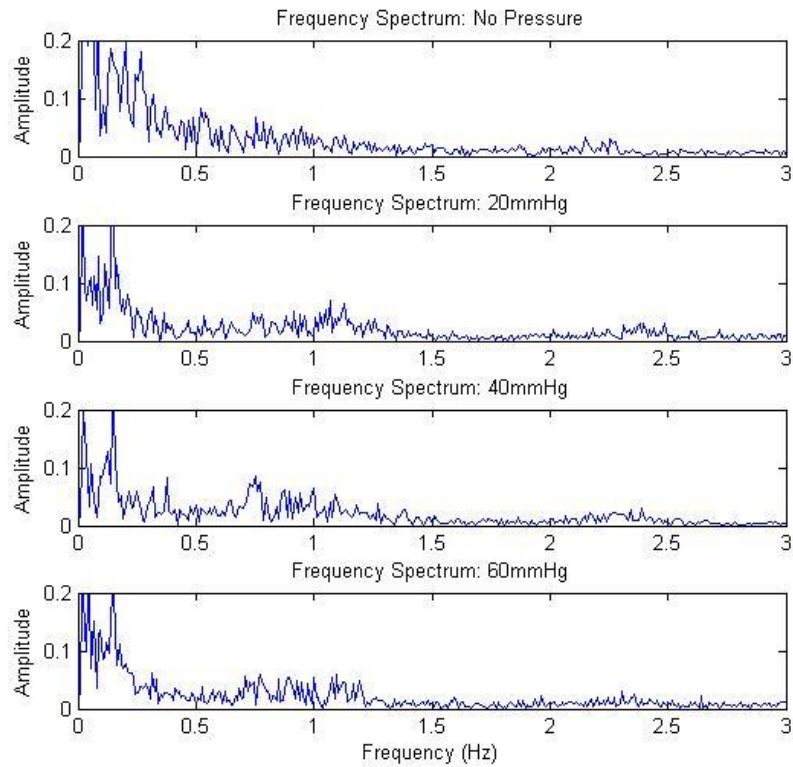 Frequency Spectrum: No Pressure
0.2
0.1
0
Amplitude
0 0.5 1 1.5 2 2.5 3
Frequency Spectrum: 20mmHg
0.2
0.1
0
Amplitude
0 0.5 1 1.5 2 2.5 3
Frequency Spectrum: 40mmHg
0.2
0.1
0
Amplitude
0 0.5 1 1.5 2 2.5 3
Frequency Spectrum: 60mmHg
0.2
0.1
0
Amplitude
0 0.5 1 1.5 2 2.5 3
Frequency (Hz)